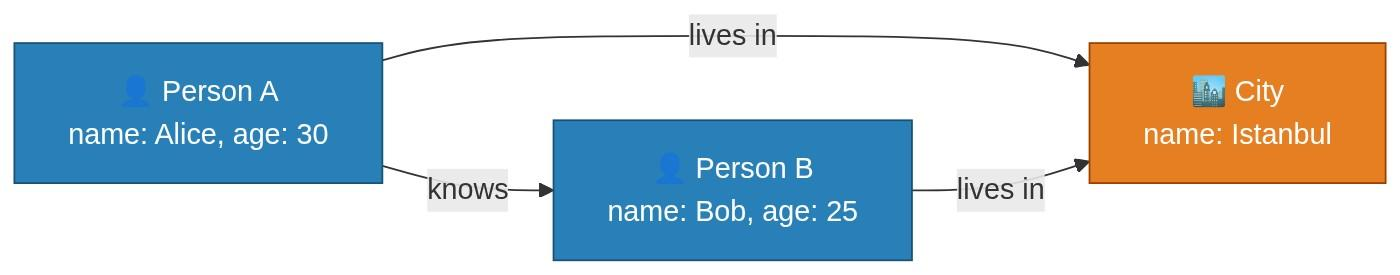 lives in
👤 Person A
name: Alice, age: 30
🏙️ City
name: Istanbul
knows
👤 Person B
name: Bob, age: 25
lives in